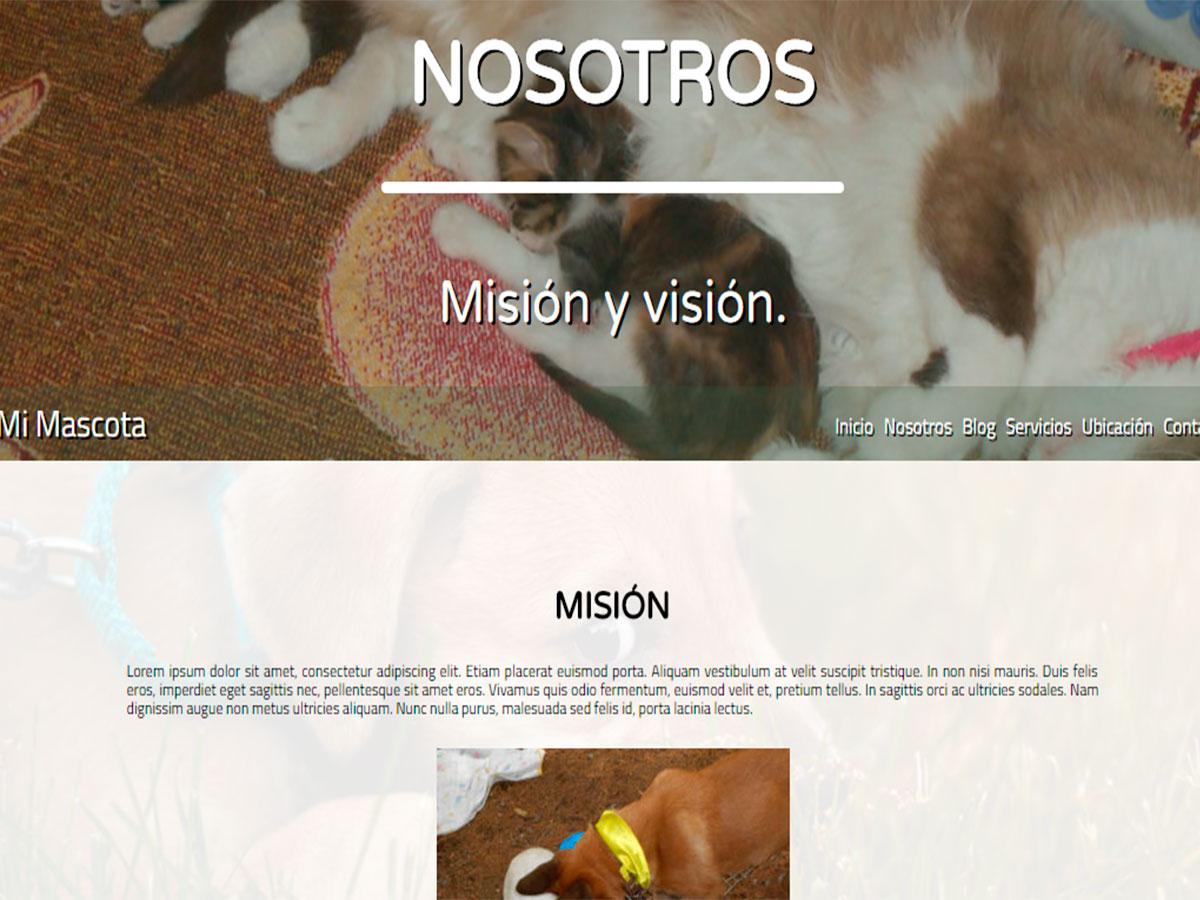 NOSOTROS
Misión y visión.
Mi Mascota
Inicio Nosotros Blog Servicios Ubicación
MISIÓN
Lorem ipsum dolor sit amet, consectetur adipiscing elit. Etiam placerat euismod porta. Aliquam vestibulum at velit suscipit tristique. In non nisi mauris. Duis felis
eros, imperdiet eget sagittis nec, pellentesque sit amet eros. Vivamus quis odio fermentum, euismod velit et, pretium tellus. In sagittis orci ac ultricies sodales. Nam
dignissim augue non metus ultricies aliquam. Nunc nulla purus, malesuada sed felis id, porta lacinia lectus.